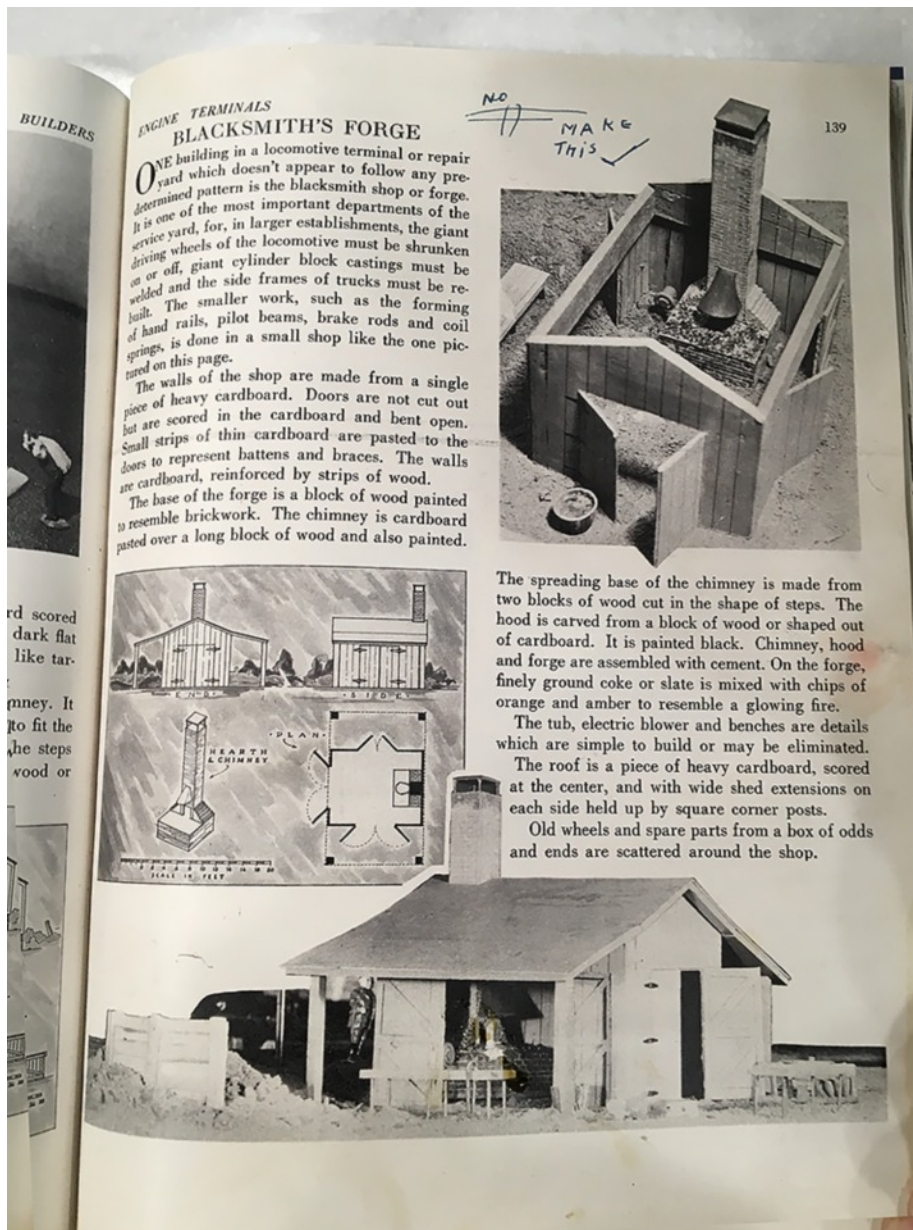 BUILDERS
rd scored
dark flat
like tar-
mney. It
to fit the
he steps
wood or
ENGINE TERMINALS
BLACKSMITH'S FORGE
NO
MAKE
THIS
139
ONE building in a locomotive terminal or repair
yard which doesn't appear to follow any pre-
determined pattern is the blacksmith shop or forge.
It is one of the most important departments of the
service yard, for, in larger establishments, the giant
driving wheels of the locomotive must be shrunken
on or off, giant cylinder block castings must be
welded and the side frames of trucks must be re-
built. The smaller work, such as the forming
of hand rails, pilot beams, brake rods and coil
springs, is done in a small shop like the one pic-
tured on this page.
The walls of the shop are made from a single
piece of heavy cardboard. Doors are not cut out
but are scored in the cardboard and bent open.
Small strips of thin cardboard are pasted to the
doors to represent battens and braces. The walls
are cardboard, reinforced by strips of wood.
The base of the forge is a block of wood painted
to resemble brickwork. The chimney is cardboard
pasted over a long block of wood and also painted.
END
SIDE
PLAN
HEARTH
& CHIMNEY
SCALE IN FEET
The spreading base of the chimney is made from
two blocks of wood cut in the shape of steps. The
hood is carved from a block of wood or shaped out
of cardboard. It is painted black. Chimney, hood
and forge are assembled with cement. On the forge,
finely ground coke or slate is mixed with chips of
orange and amber to resemble a glowing fire.
The tub, electric blower and benches are details
which are simple to build or may be eliminated.
The roof is a piece of heavy cardboard, scored
at the center, and with wide shed extensions on
each side held up by square corner posts.
Old wheels and spare parts from a box of odds
and ends are scattered around the shop.